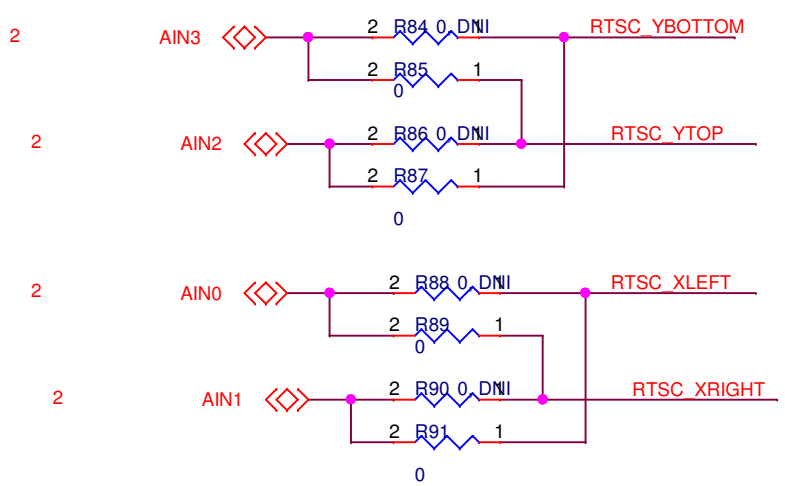 2 AIN3 2 R84 0, DNI 1 RTSC_YBOTTOM
2 R85 1
0
2 AIN2 2 R86 0, DNI 1 RTSC_YTOP
2 R87 1
0
2 AIN0 2 R88 0, DNI 1 RTSC_XLEFT
2 R89 1
0
2 AIN1 2 R90 0, DNI 1 RTSC_XRIGHT
2 R91 1
0